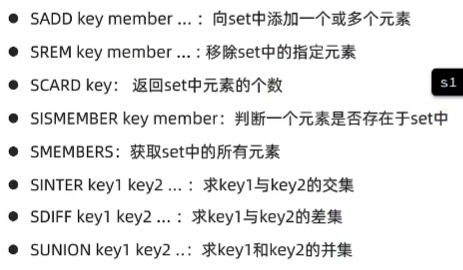 ● SADD key member ... ：向set中添加一个或多个元素
● SREM key member ... : 移除set中的指定元素
● SCARD key： 返回set中元素的个数
s1
● SISMEMBER key member：判断一个元素是否存在于set中
● SMEMBERS：获取set中的所有元素
● SINTER key1 key2 ... ：求key1与key2的交集
● SDIFF key1 key2 ... ：求key1与key2的差集
● SUNION key1 key2 ..：求key1和key2的并集